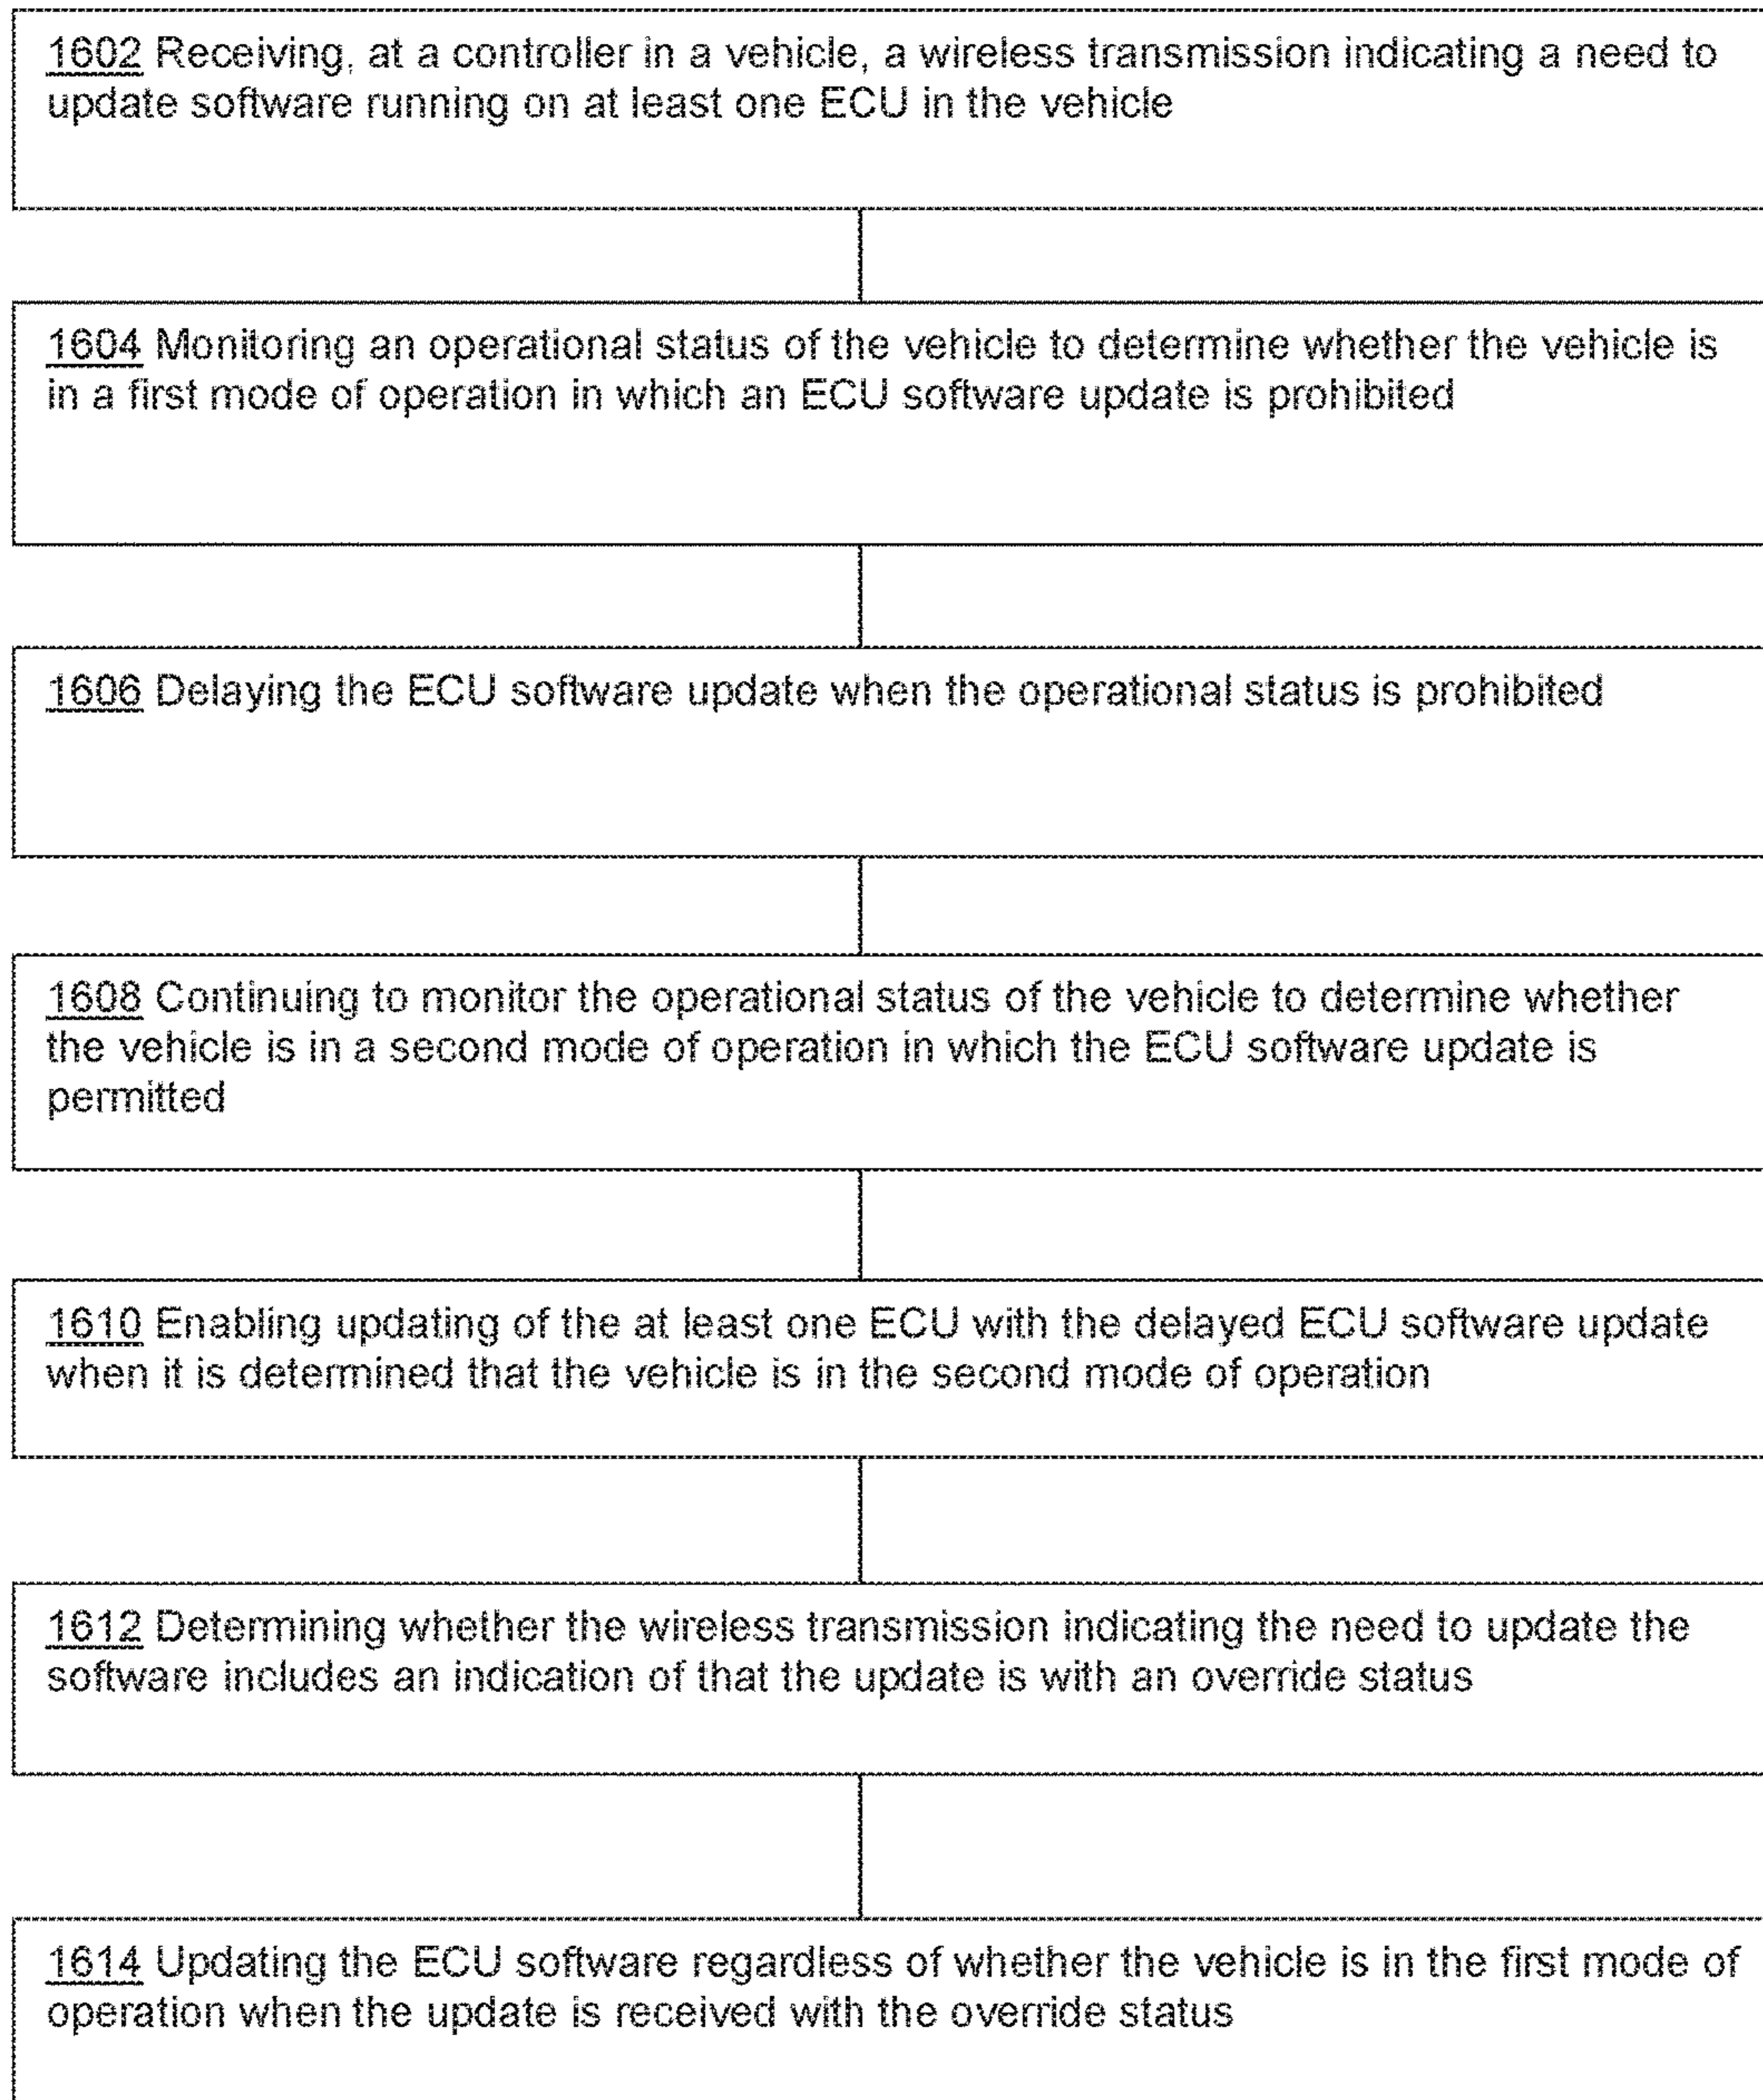 1602 Receiving, at a controller in a vehicle, a wireless transmission indicating a need to
update software running on at least one ECU in the vehicle
1604 Monitoring an operational status of the vehicle to determine whether the vehicle is
in a first mode of operation in which an ECU software update is prohibited
1606 Delaying the ECU software update when the operational status is prohibited
1608 Continuing to monitor the operational status of the vehicle to determine whether
the vehicle is in a second mode of operation in which the ECU software update is
permitted
1610 Enabling updating of the at least one ECU with the delayed ECU software update
when it is determined that the vehicle is in the second mode of operation
1612 Determining whether the wireless transmission indicating the need to update the
software includes an indication of that the update is with an override status
1614 Updating the ECU software regardless of whether the vehicle is in the first mode of
operation when the update is received with the override status